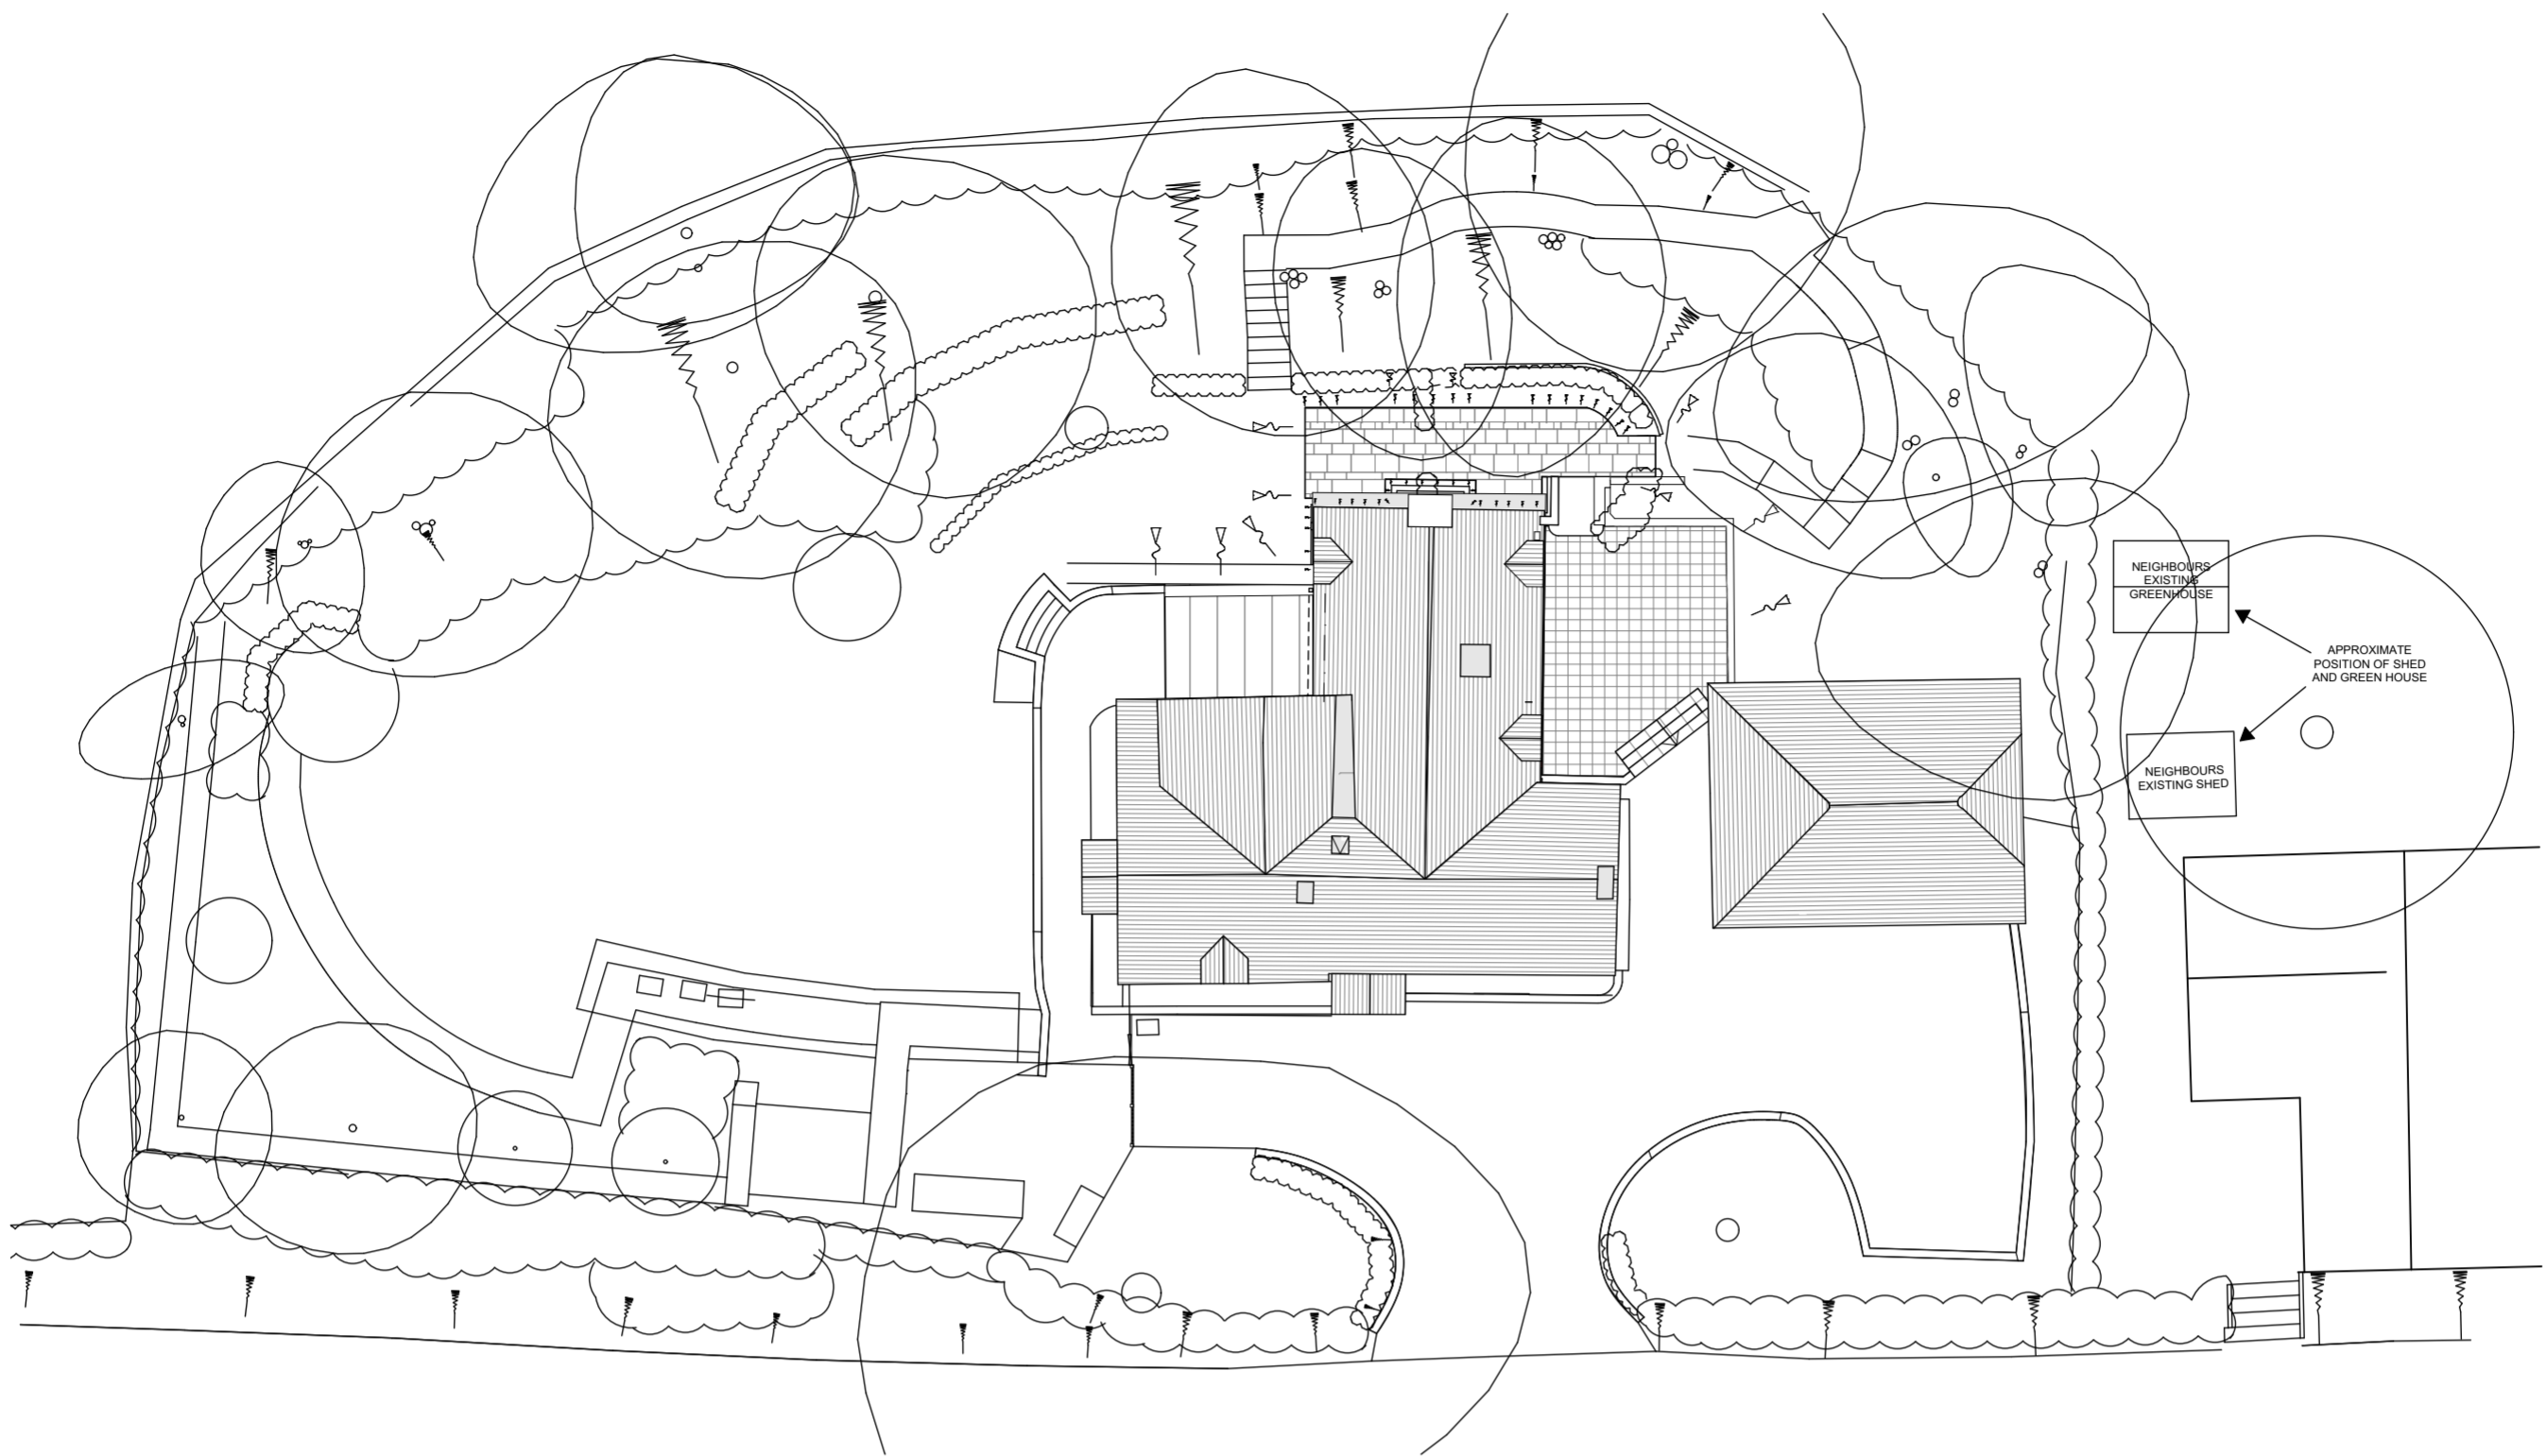 NEIGHBOURS
EXISTING
GREENHOUSE
APPROXIMATE
POSITION OF SHED
AND GREEN HOUSE
NEIGHBOURS
EXISTING SHED